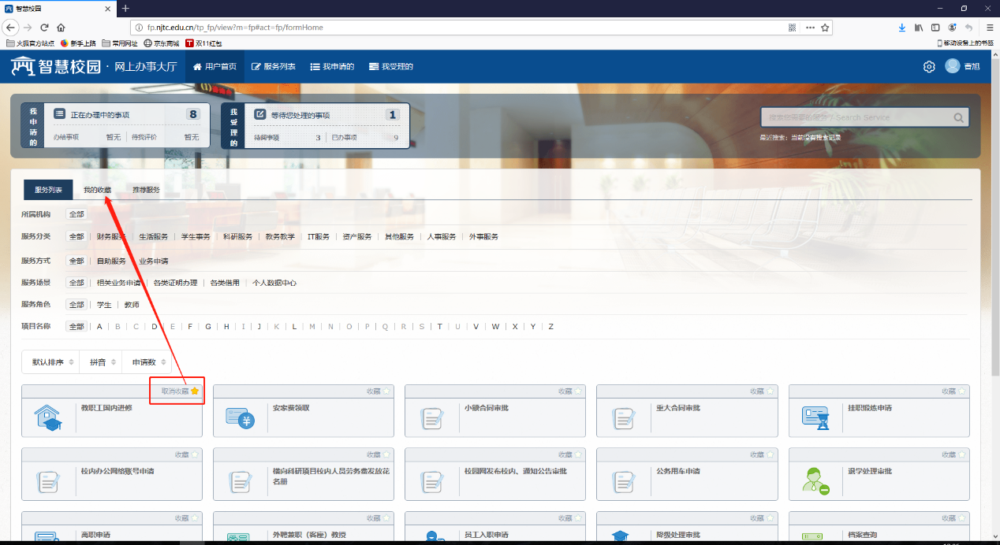 智慧校园
fp.njtc.edu.cn/tp_fp/view?m=fp#act=fp/formHome
火狐官方站点 新手上路 常用网址 京东商城 双11红包 移动设备上的书签
智慧校园 · 网上办事大厅 用户首页 服务列表 我申请的 我受理的 曹旭
我申请的 正在办理中的事项 8
办结事项 暂无 待我评价 暂无
我受理的 等待您处理的事项 1
待阅事项 3 已办事项 9
搜索您需要的服务? Search Service
最近搜索：当前没有搜索记录
服务列表 我的收藏 推荐服务
所属机构 全部
服务分类 全部 财务服务 生活服务 学生事务 科研服务 教务教学 IT服务 资产服务 其他服务 人事服务 外事服务
服务方式 全部 自助服务 业务申请
服务场景 全部 相关业务申请 各类证明办理 各类借用 个人数据中心
服务角色 全部 学生 教师
项目名称 全部 A B C D E F G H I J K L M N O P Q R S T U V W X Y Z
默认排序 拼音 申请数
取消收藏 收藏 收藏 收藏 收藏
教职工国内进修 安家费领取 小额合同审批 重大合同审批 挂职锻炼申请
收藏 收藏 收藏 收藏 收藏
校内办公网络账号申请 横向科研项目校内人员劳务费发放花名册 校园网发布校内、通知公告审批 公务用车申请 退学处理审批
收藏 收藏 收藏 收藏 收藏
离职申请 外聘兼职（客座）教授 员工入职申请 降级处理审批 档案查询